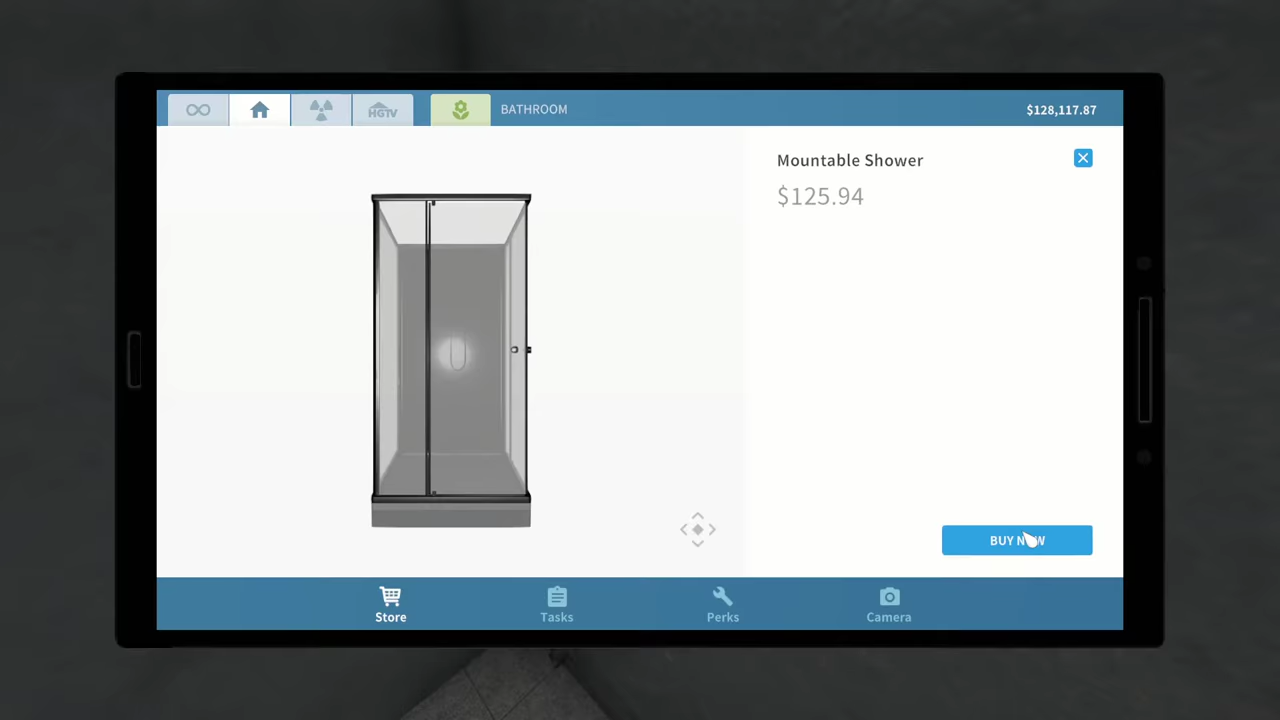 HGTV
BATHROOM
$128,117.87
Mountable Shower
$125.94
BUY NOW
Store
Tasks
Perks
Camera